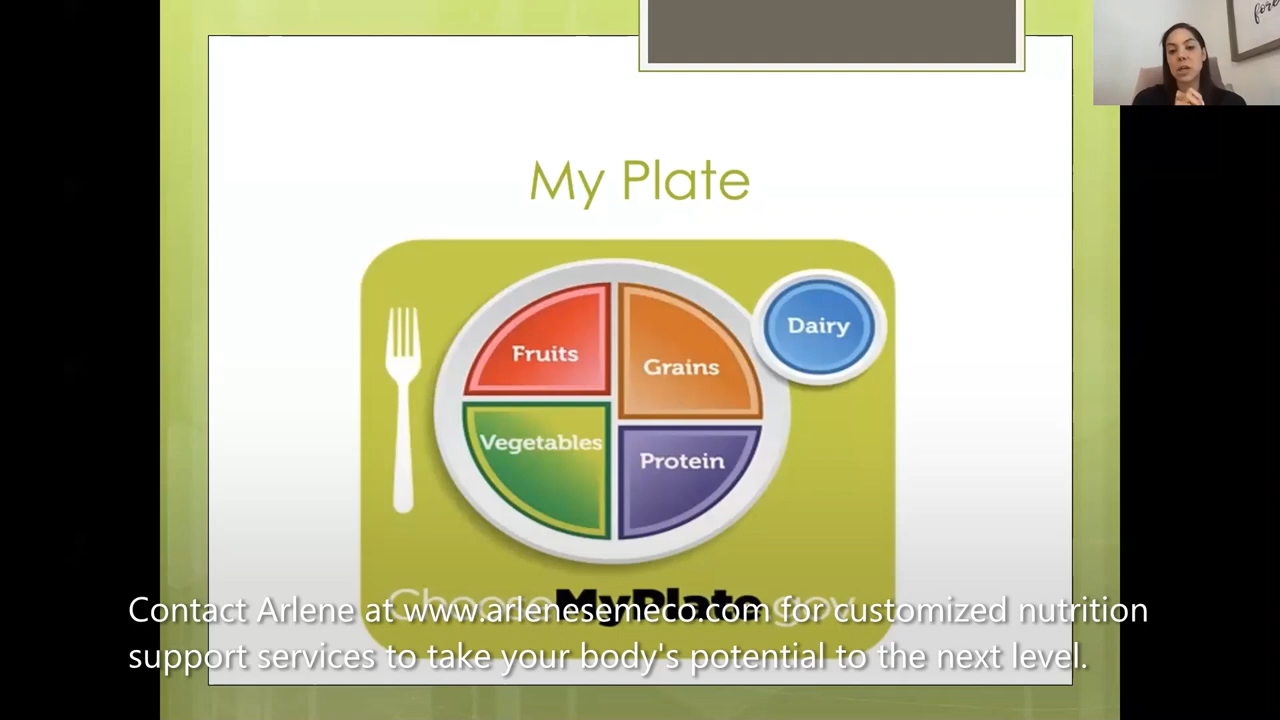 My Plate
Fruits
Grains
Dairy
Vegetables
Protein
ChooseMyPlate.gov
Contact Arlene at www.arlenesemeco.com for customized nutrition
support services to take your body's potential to the next level.